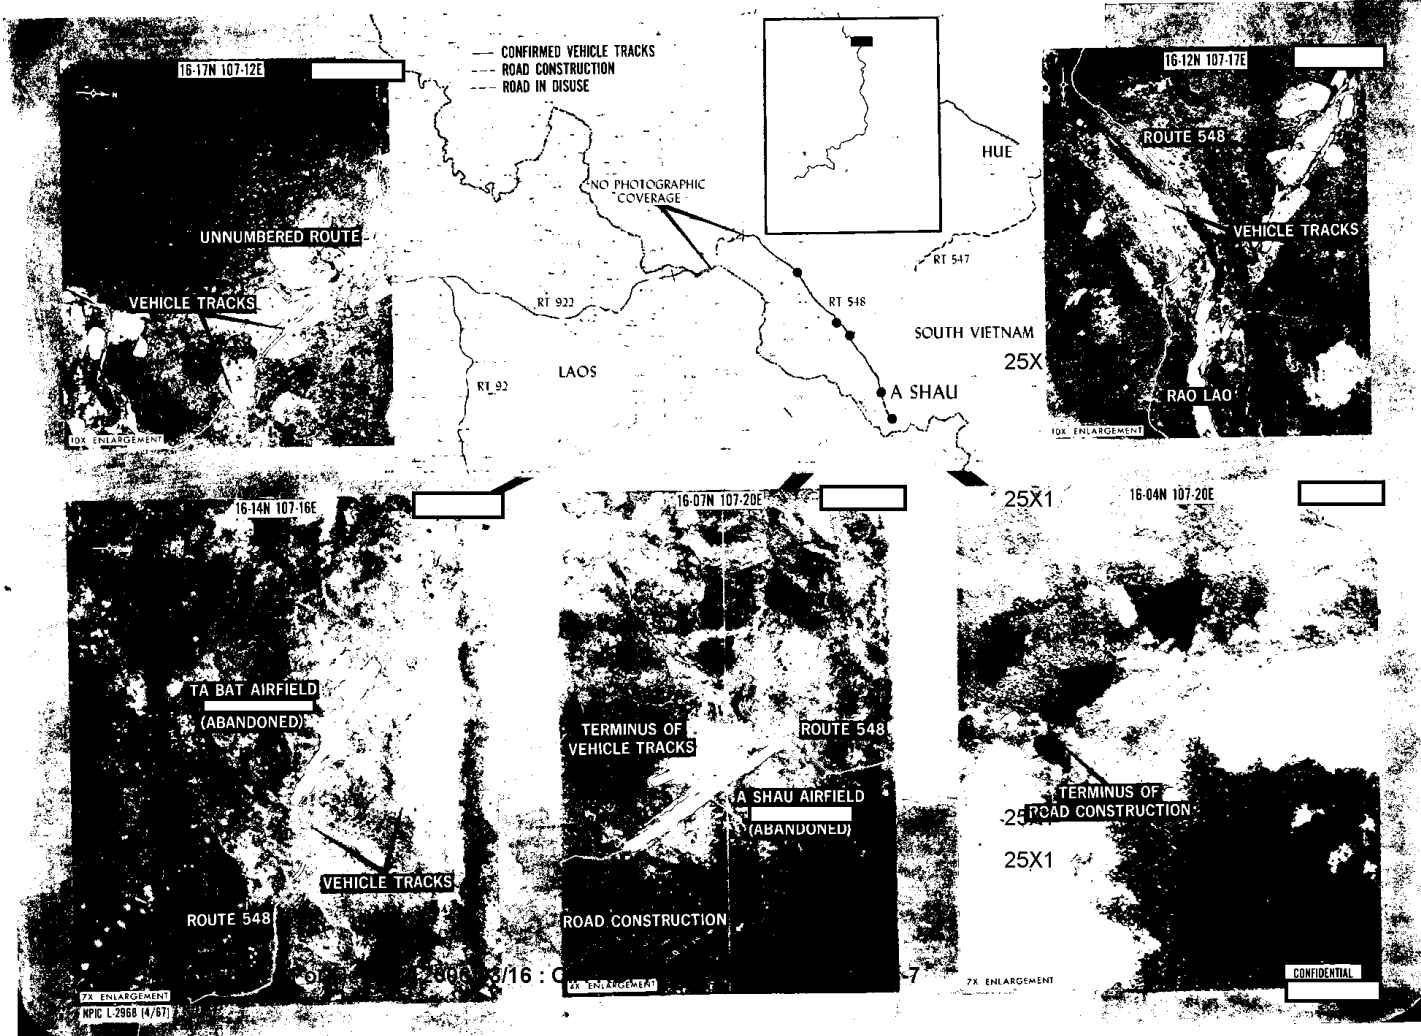 CONFIRMED VEHICLE TRACKS
ROAD CONSTRUCTION
ROAD IN DISUSE
16-17N 107-12E
N
UNNUMBERED ROUTE
VEHICLE TRACKS
10X ENLARGEMENT
NO PHOTOGRAPHIC
COVERAGE
HUE
RT 547
RT 922
RT 548
SOUTH VIETNAM
LAOS
RT 92
A SHAU
25X
16-12N 107-17E
ROUTE 548
VEHICLE TRACKS
RAO LAO
10X ENLARGEMENT
16-14N 107-16E
TA BAT AIRFIELD
(ABANDONED)
VEHICLE TRACKS
ROUTE 548
7X ENLARGEMENT
NPIC L-2968 (4/67)
16-07N 107-20E
TERMINUS OF
VEHICLE TRACKS
ROUTE 548
A SHAU AIRFIELD
(ABANDONED)
ROAD CONSTRUCTION
ENLARGEMENT
25X1
16-04N 107-20E
TERMINUS OF
ROAD CONSTRUCTION
25X1
7X ENLARGEMENT
CONFIDENTIAL
/16 : C
-7